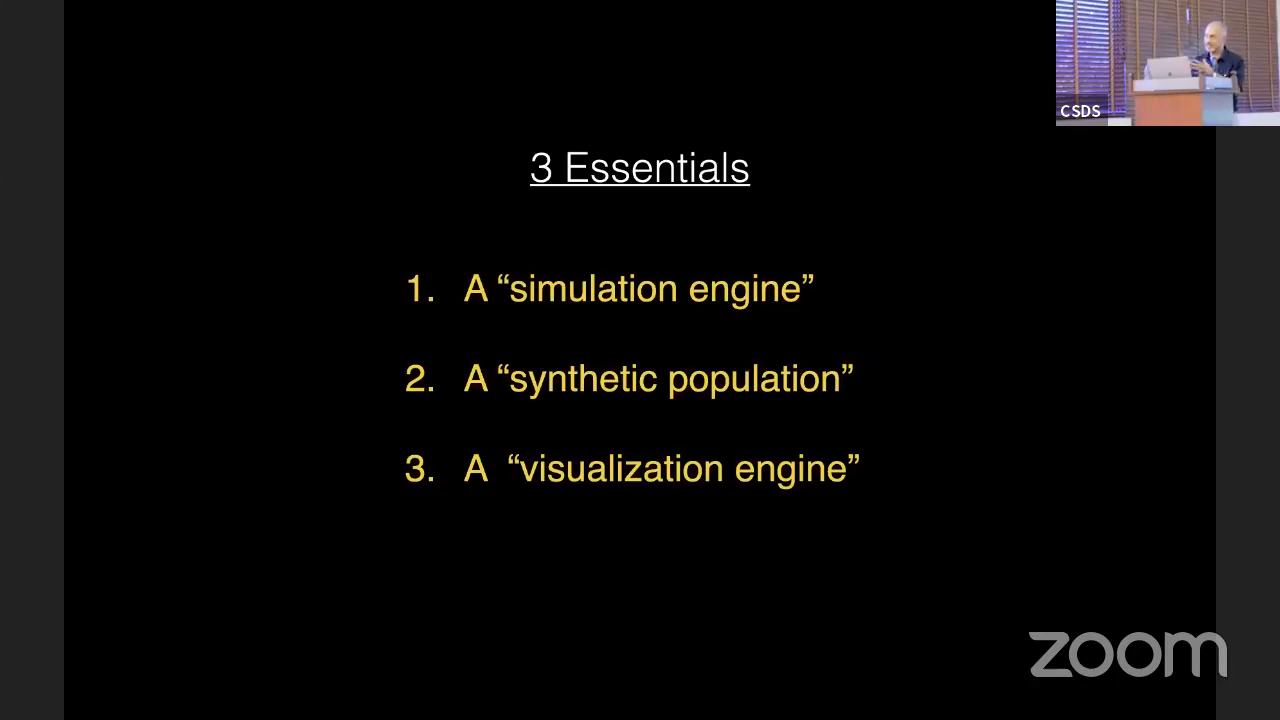 CSDS
3 Essentials
1. A “simulation engine”
2. A “synthetic population”
3. A “visualization engine”
zoom